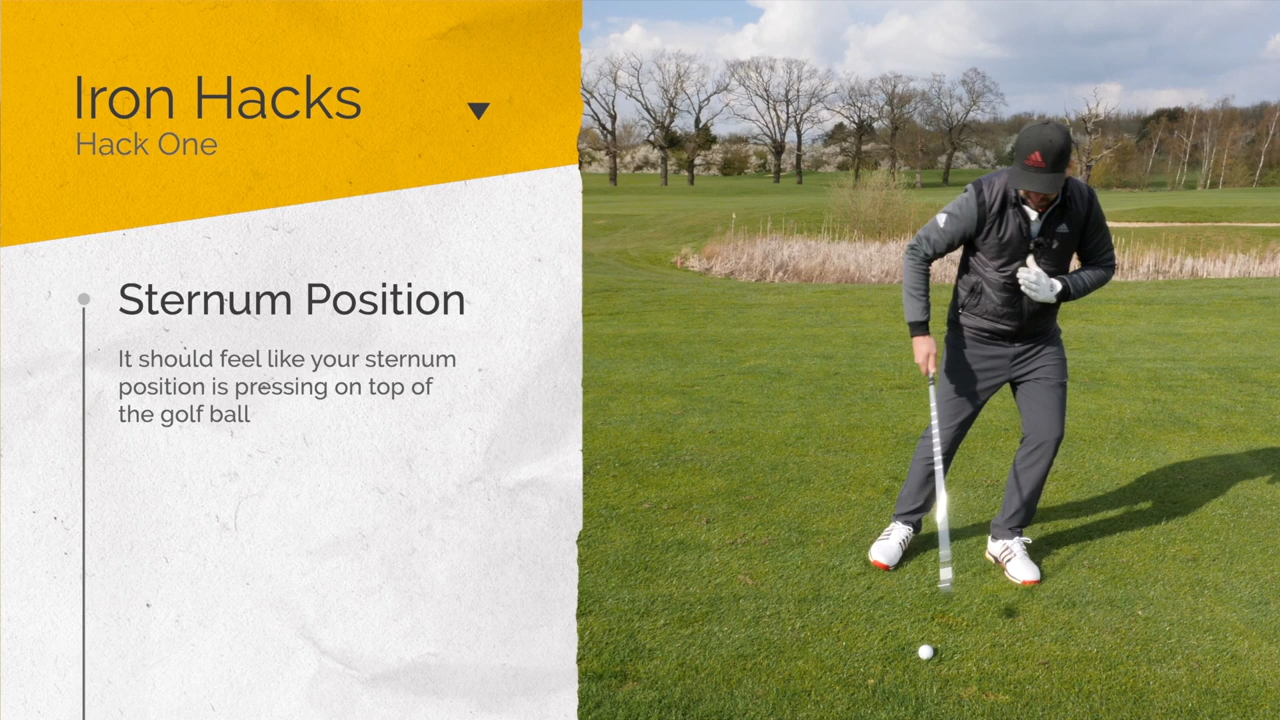 Iron Hacks
Hack One
Sternum Position
It should feel like your sternum
position is pressing on top of
the golf ball